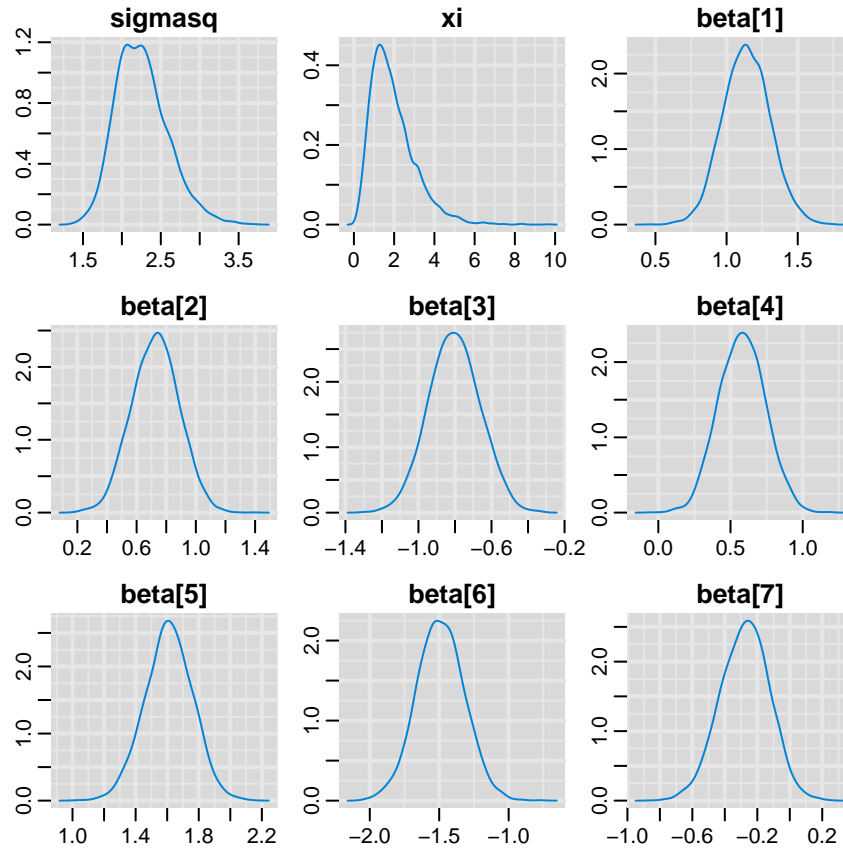 sigmasq
0.0 0.4 0.8 1.2
1.5 2.5 3.5
xi
0.0 0.2 0.4
0 2 4 6 8 10
beta[1]
0.0 1.0 2.0
0.5 1.0 1.5
beta[2]
0.0 1.0 2.0
0.2 0.6 1.0 1.4
beta[3]
0.0 1.0 2.0
−1.4 −1.0 −0.6 −0.2
beta[4]
0.0 1.0 2.0
0.0 0.5 1.0
beta[5]
0.0 1.0 2.0
1.0 1.4 1.8 2.2
beta[6]
0.0 1.0 2.0
−2.0 −1.5 −1.0
beta[7]
0.0 1.0 2.0
−1.0 −0.6 −0.2 0.2